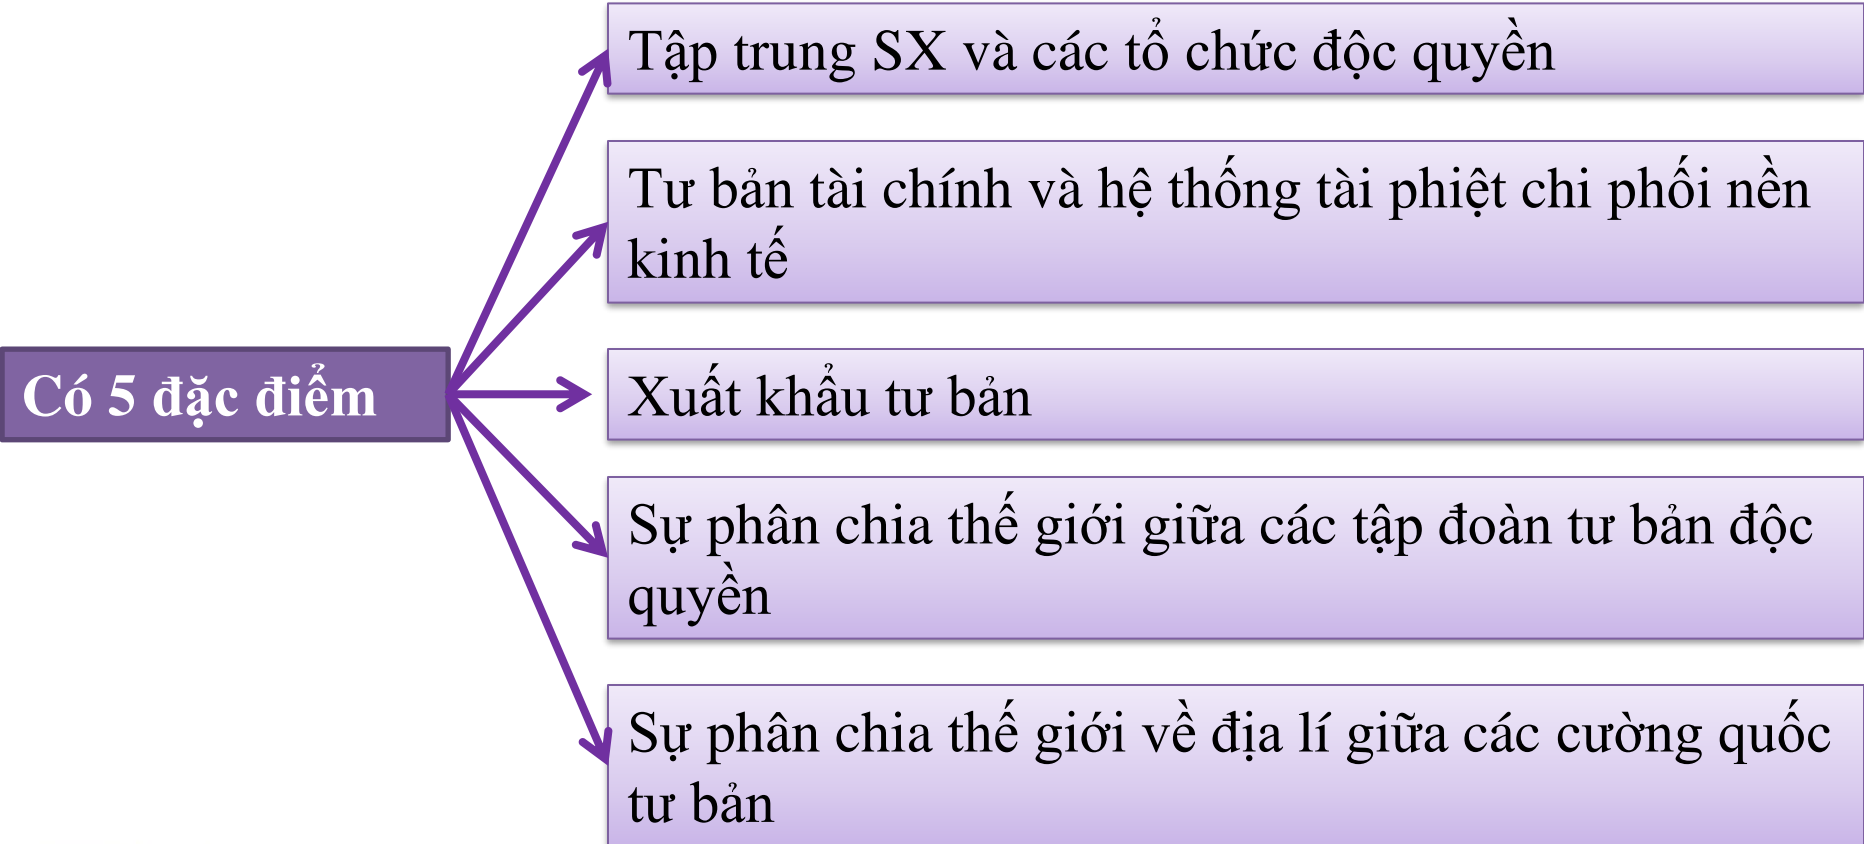 Tập trung SX và các tổ chức độc quyền
Tư bản tài chính và hệ thống tài phiệt chi phối nền
kinh tế
Có 5 đặc điểm
Xuất khẩu tư bản
Sự phân chia thế giới giữa các tập đoàn tư bản độc
quyền
Sự phân chia thế giới về địa lí giữa các cường quốc
tư bản